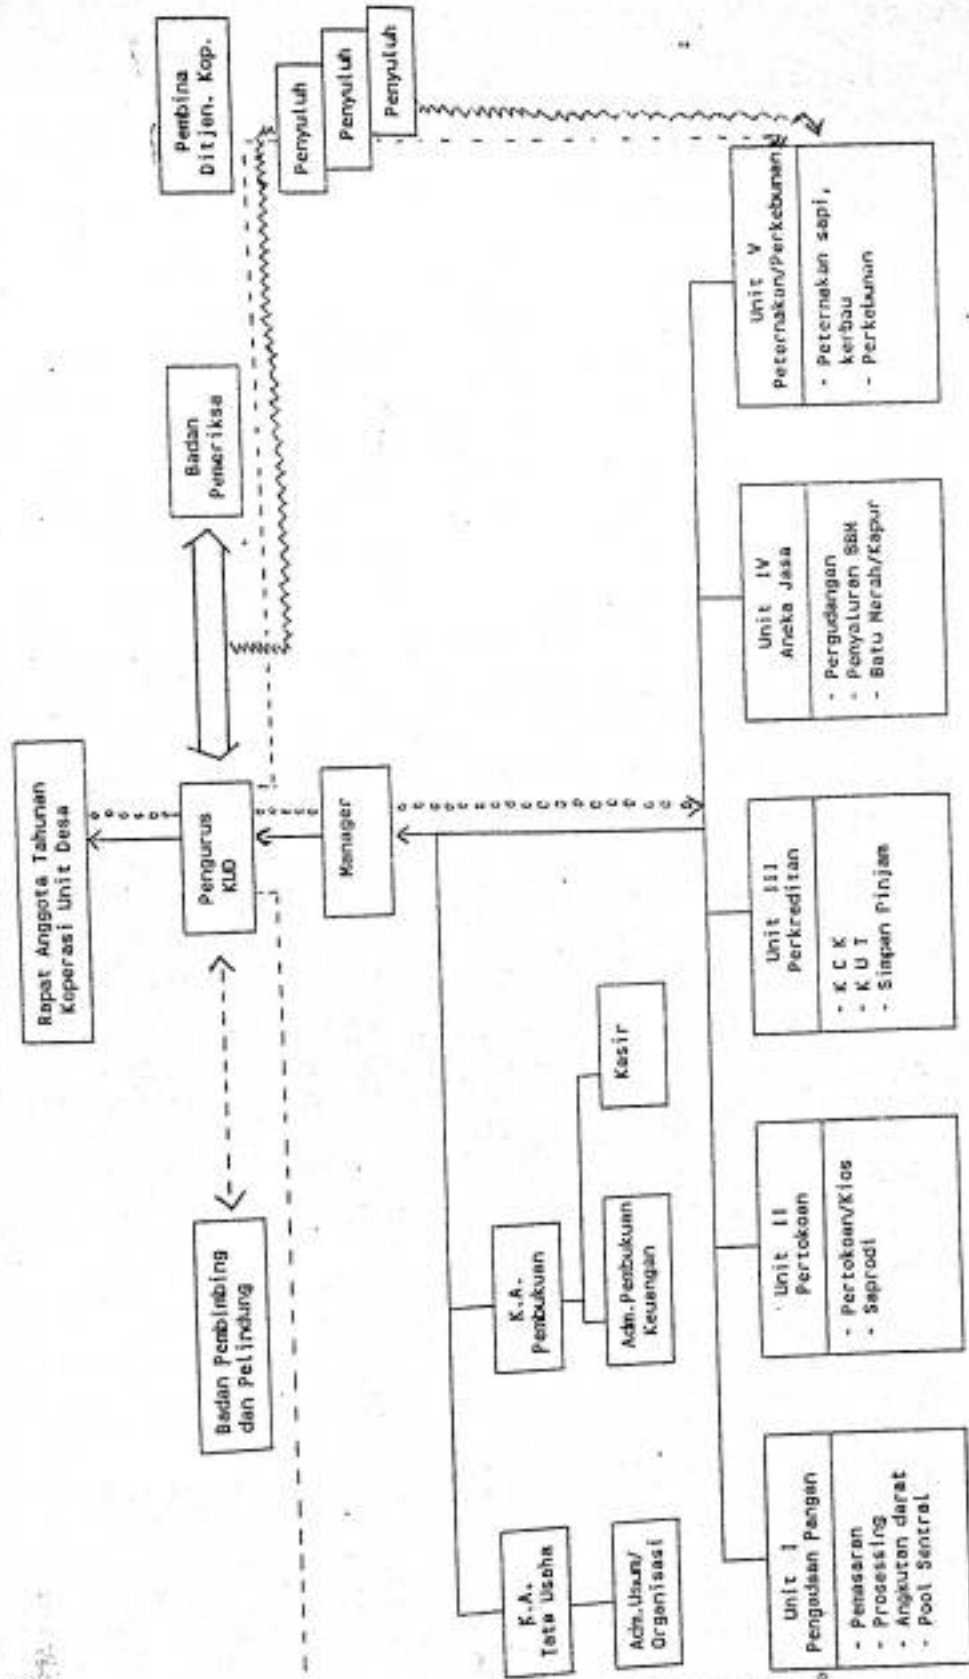 Rapat Anggota Tahunan
Koperasi Unit Desa
Badan Pembimbing
dan Pelindung
Pengurus
KUD
Badan
Pemeriksa
Pembina
Ditjen. Kop.
Penyuluh
Penyuluh
Penyuluh
Manager
K.A.
Tata Usaha
K.A.
Pembukuan
Adm.Umum/
Organisasi
Adm.Pembukuan
Keuangan
Kasir
Unit I
Pengadaan Pangan
- Pemasaran
- Prosessing
- Angkutan darat
- Pool Sentral
Unit II
Pertokoan
- Pertokoan/Kios
- Saprodi
Unit III
Perkreditan
- K C K
- K U T
- Simpan Pinjam
Unit IV
Aneka Jasa
- Pergudangan
- Penyaluran BBM
- Batu Merah/Kapur
Unit V
Peternakan/Perkebunan
- Peternakan sapi,
kerbau
- Perkebunan